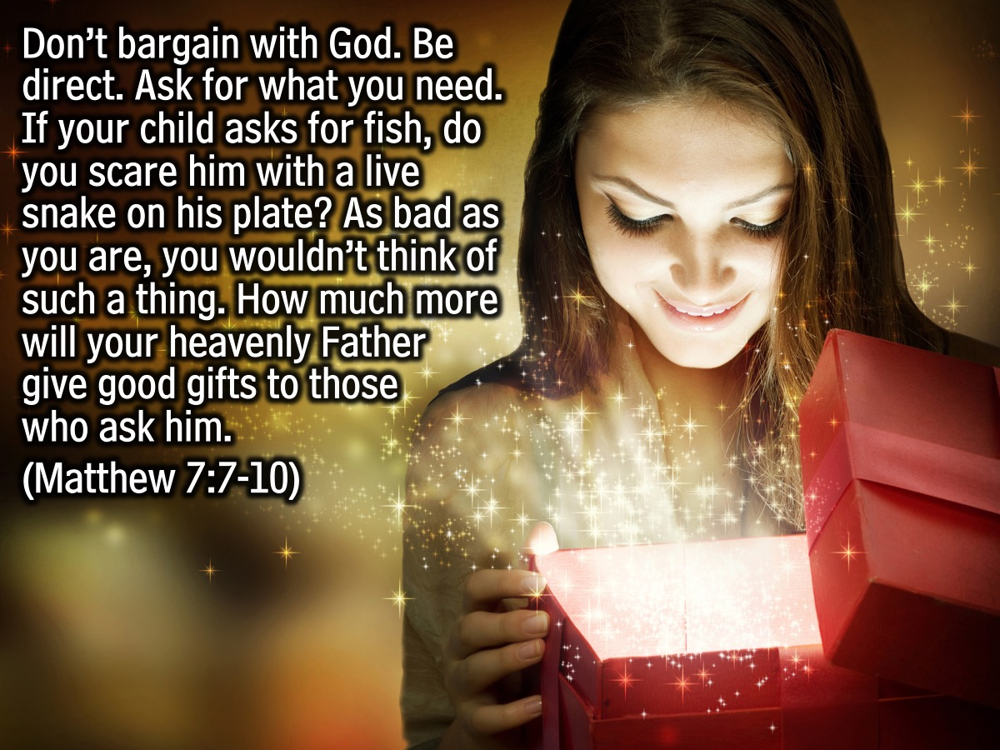 Don’t bargain with God. Be
direct. Ask for what you need.
If your child asks for fish, do
you scare him with a live
snake on his plate? As bad as
you are, you wouldn’t think of
such a thing. How much more
will your heavenly Father
give good gifts to those
who ask him.
(Matthew 7:7-10)